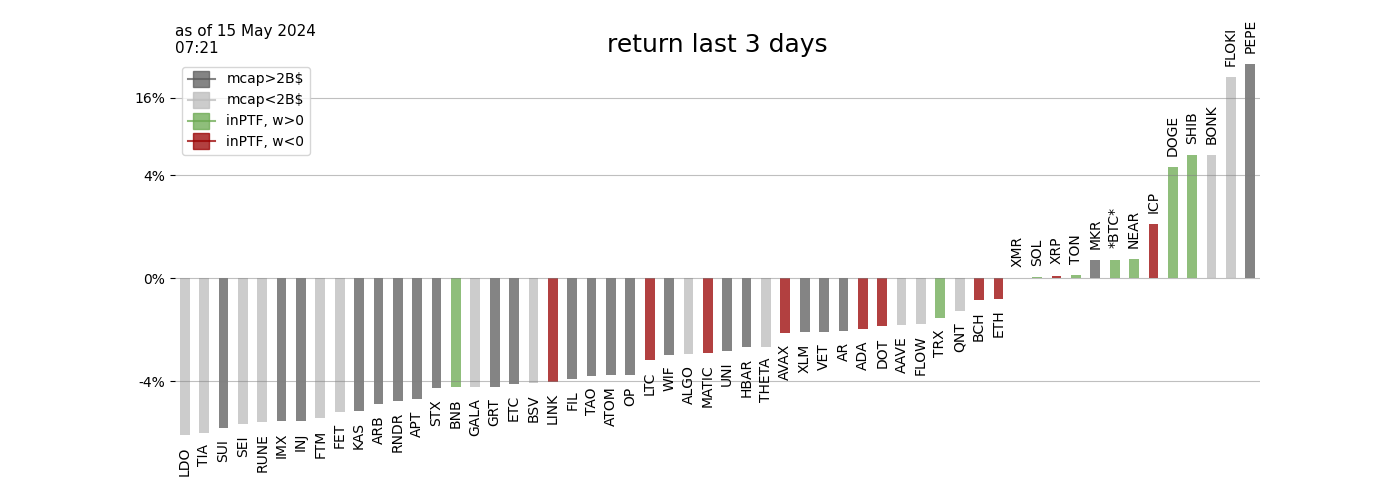 as of 15 May 2024
07:21
return last 3 days
mcap>2B$
mcap<2B$
inPTF, w>0
inPTF, w<0
16%
4%
0%
-4%
LDO
TIA
SUI
SEI
RUNE
IMX
INJ
FTM
FET
KAS
ARB
RNDR
APT
STX
BNB
GALA
GRT
ETC
BSV
LINK
FIL
TAO
ATOM
OP
LTC
WIF
ALGO
MATIC
UNI
HBAR
THETA
AVAX
XLM
VET
AR
ADA
DOT
AAVE
FLOW
TRX
QNT
BCH
ETH
XMR
SOL
XRP
TON
MKR
*BTC*
NEAR
ICP
DOGE
SHIB
BONK
FLOKI
PEPE